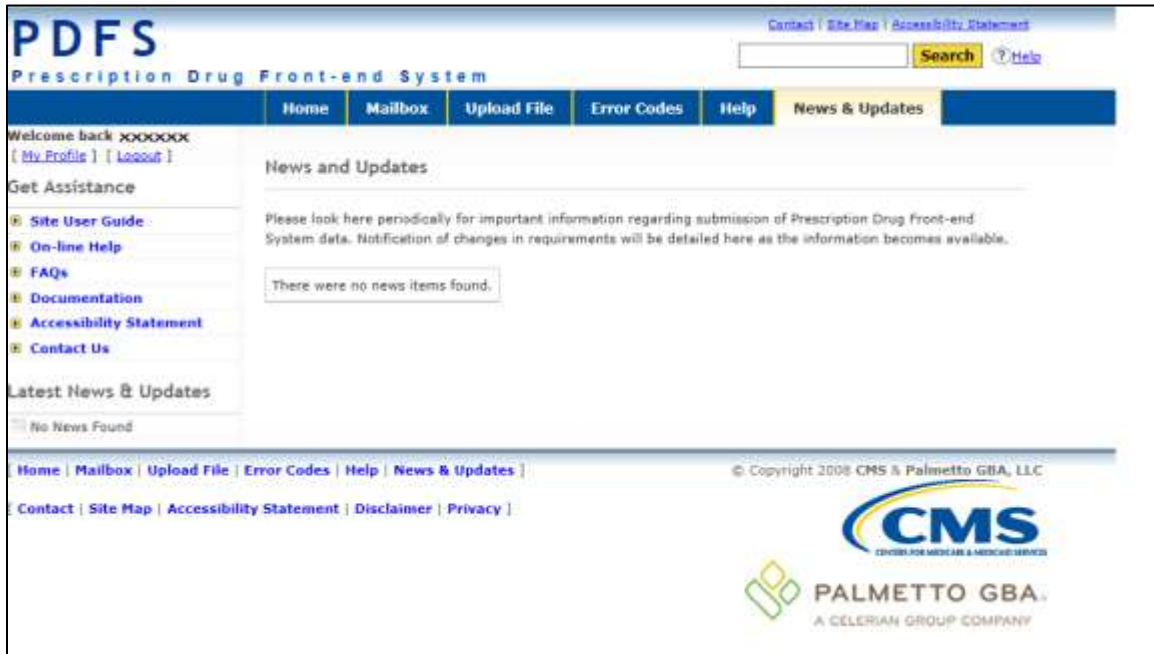 PDFS
Prescription Drug Front-end System
Contact | Site Map | Accessibility Statement
Search ? Help
Home Mailbox Upload File Error Codes Help News & Updates
Welcome back xxxxxx
[ My Profile ] [ Logout ]
Get Assistance
Site User Guide
On-line Help
FAQs
Documentation
Accessibility Statement
Contact Us
Latest News & Updates
No News Found
News and Updates
Please look here periodically for important information regarding submission of Prescription Drug Front-end
System data. Notification of changes in requirements will be detailed here as the information becomes available.
There were no news items found.
[ Home | Mailbox | Upload File | Error Codes | Help | News & Updates ]
[ Contact | Site Map | Accessibility Statement | Disclaimer | Privacy ]
© Copyright 2008 CMS & Palmetto GBA, LLC
CMS
CENTERS FOR MEDICARE & MEDICAID SERVICES
PALMETTO GBA.
A CELERIAN GROUP COMPANY